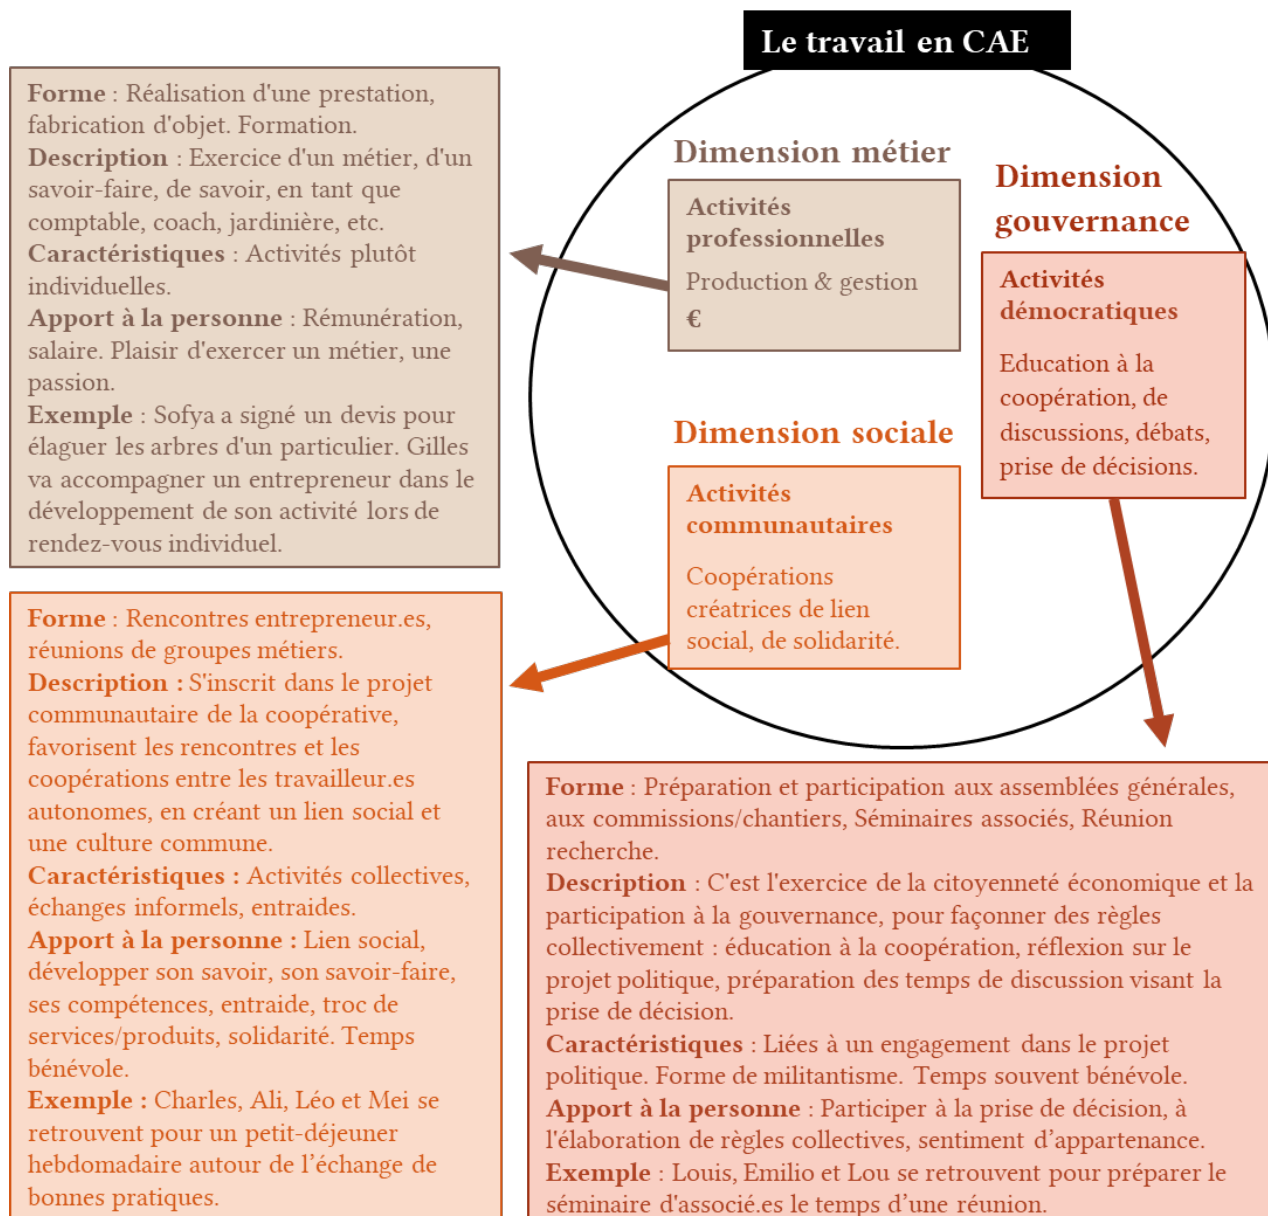 Le travail en CAE
Forme : Réalisation d'une prestation,
fabrication d'objet. Formation.
Description : Exercice d'un métier, d'un
savoir-faire, de savoir, en tant que
comptable, coach, jardinière, etc.
Caractéristiques : Activités plutôt
individuelles.
Apport à la personne : Rémunération,
salaire. Plaisir d'exercer un métier, une
passion.
Exemple : Sofya a signé un devis pour
élaguer les arbres d'un particulier. Gilles
va accompagner un entrepreneur dans le
développement de son activité lors de
rendez-vous individuel.
Dimension métier
Activités
professionnelles
Production & gestion
€
Dimension
gouvernance
Activités
démocratiques
Education à la
coopération, de
discussions, débats,
prise de décisions.
Dimension sociale
Activités
communautaires
Coopérations
créatrices de lien
social, de solidarité.
Forme : Rencontres entrepreneur.es,
réunions de groupes métiers.
Description : S'inscrit dans le projet
communautaire de la coopérative,
favorisent les rencontres et les
coopérations entre les travailleur.es
autonomes, en créant un lien social et
une culture commune.
Caractéristiques : Activités collectives,
échanges informels, entraides.
Apport à la personne : Lien social,
développer son savoir, son savoir-faire,
ses compétences, entraide, troc de
services/produits, solidarité. Temps
bénévole.
Exemple : Charles, Ali, Léo et Mei se
retrouvent pour un petit-déjeuner
hebdomadaire autour de l’échange de
bonnes pratiques.
Forme : Préparation et participation aux assemblées générales,
aux commissions/chantiers, Séminaires associés, Réunion
recherche.
Description : C'est l'exercice de la citoyenneté économique et la
participation à la gouvernance, pour façonner des règles
collectivement : éducation à la coopération, réflexion sur le
projet politique, préparation des temps de discussion visant la
prise de décision.
Caractéristiques : Liées à un engagement dans le projet
politique. Forme de militantisme. Temps souvent bénévole.
Apport à la personne : Participer à la prise de décision, à
l'élaboration de règles collectives, sentiment d’appartenance.
Exemple : Louis, Emilio et Lou se retrouvent pour préparer le
séminaire d'associé.es le temps d’une réunion.